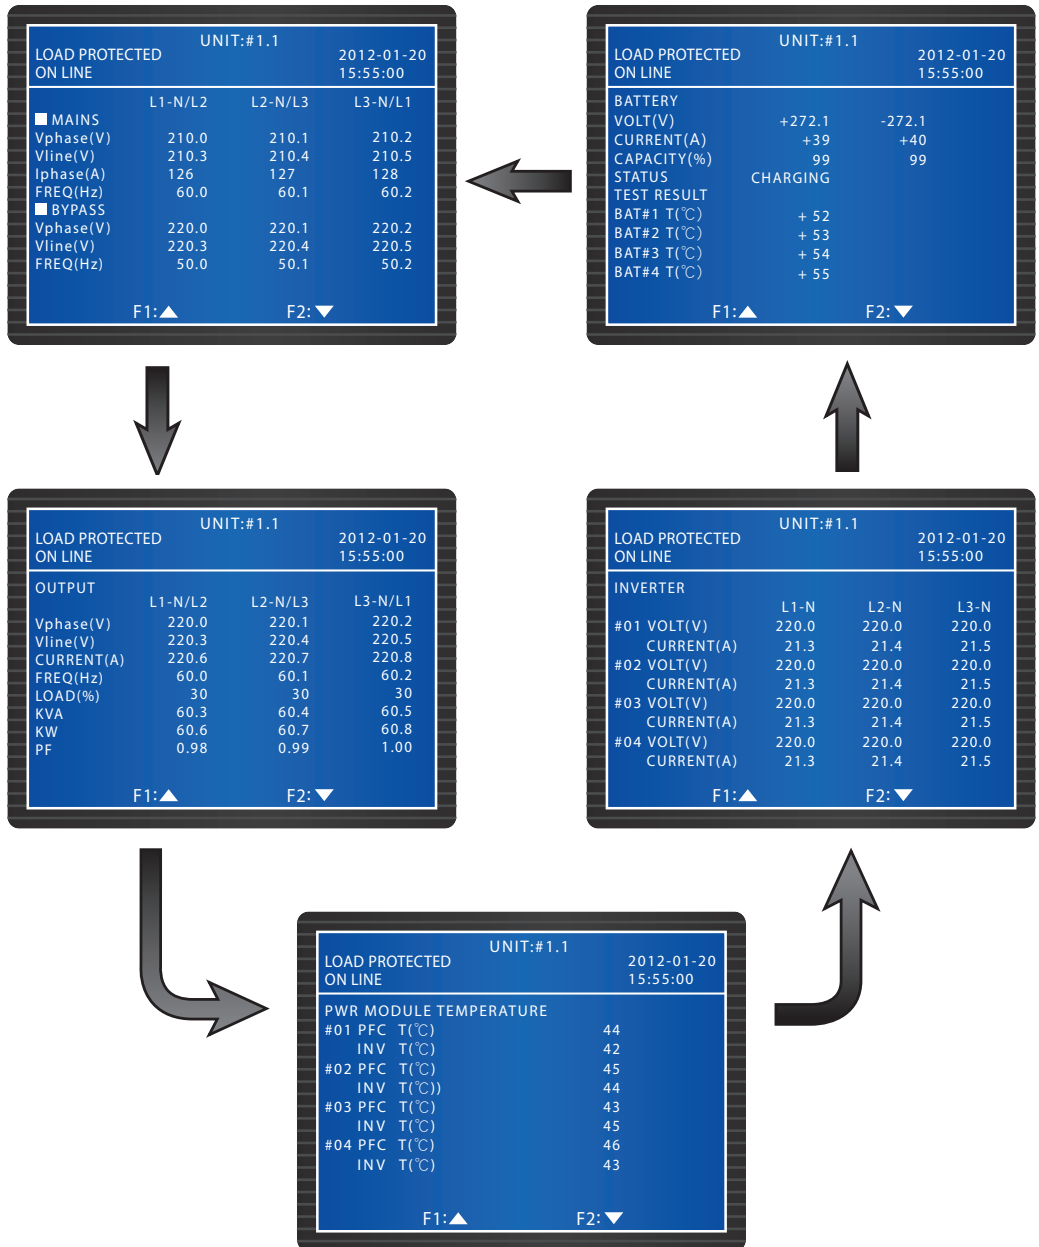 UNIT:#1.1
LOAD PROTECTED 2012-01-20
ON LINE 15:55:00
L1-N/L2 L2-N/L3 L3-N/L1
MAINS
Vphase(V) 210.0 210.1 210.2
Vline(V) 210.3 210.4 210.5
Iphase(A) 126 127 128
FREQ(Hz) 60.0 60.1 60.2
BYPASS
Vphase(V) 220.0 220.1 220.2
Vline(V) 220.3 220.4 220.5
FREQ(Hz) 50.0 50.1 50.2
F1:▲ F2:▼
UNIT:#1.1
LOAD PROTECTED 2012-01-20
ON LINE 15:55:00
BATTERY
VOLT(V) +272.1 -272.1
CURRENT(A) +39 +40
CAPACITY(%) 99 99
STATUS CHARGING
TEST RESULT
BAT#1 T(℃) + 52
BAT#2 T(℃) + 53
BAT#3 T(℃) + 54
BAT#4 T(℃) + 55
F1:▲ F2:▼
UNIT:#1.1
LOAD PROTECTED 2012-01-20
ON LINE 15:55:00
OUTPUT
L1-N/L2 L2-N/L3 L3-N/L1
Vphase(V) 220.0 220.1 220.2
Vline(V) 220.3 220.4 220.5
CURRENT(A) 220.6 220.7 220.8
FREQ(Hz) 60.0 60.1 60.2
LOAD(%) 30 30 30
KVA 60.3 60.4 60.5
KW 60.6 60.7 60.8
PF 0.98 0.99 1.00
F1:▲ F2:▼
UNIT:#1.1
LOAD PROTECTED 2012-01-20
ON LINE 15:55:00
INVERTER
L1-N L2-N L3-N
#01 VOLT(V) 220.0 220.0 220.0
CURRENT(A) 21.3 21.4 21.5
#02 VOLT(V) 220.0 220.0 220.0
CURRENT(A) 21.3 21.4 21.5
#03 VOLT(V) 220.0 220.0 220.0
CURRENT(A) 21.3 21.4 21.5
#04 VOLT(V) 220.0 220.0 220.0
CURRENT(A) 21.3 21.4 21.5
F1:▲ F2:▼
UNIT:#1.1
LOAD PROTECTED 2012-01-20
ON LINE 15:55:00
PWR MODULE TEMPERATURE
#01 PFC T(℃) 44
INV T(℃) 42
#02 PFC T(℃) 45
INV T(℃)) 44
#03 PFC T(℃) 43
INV T(℃) 45
#04 PFC T(℃) 46
INV T(℃) 43
F1:▲ F2:▼